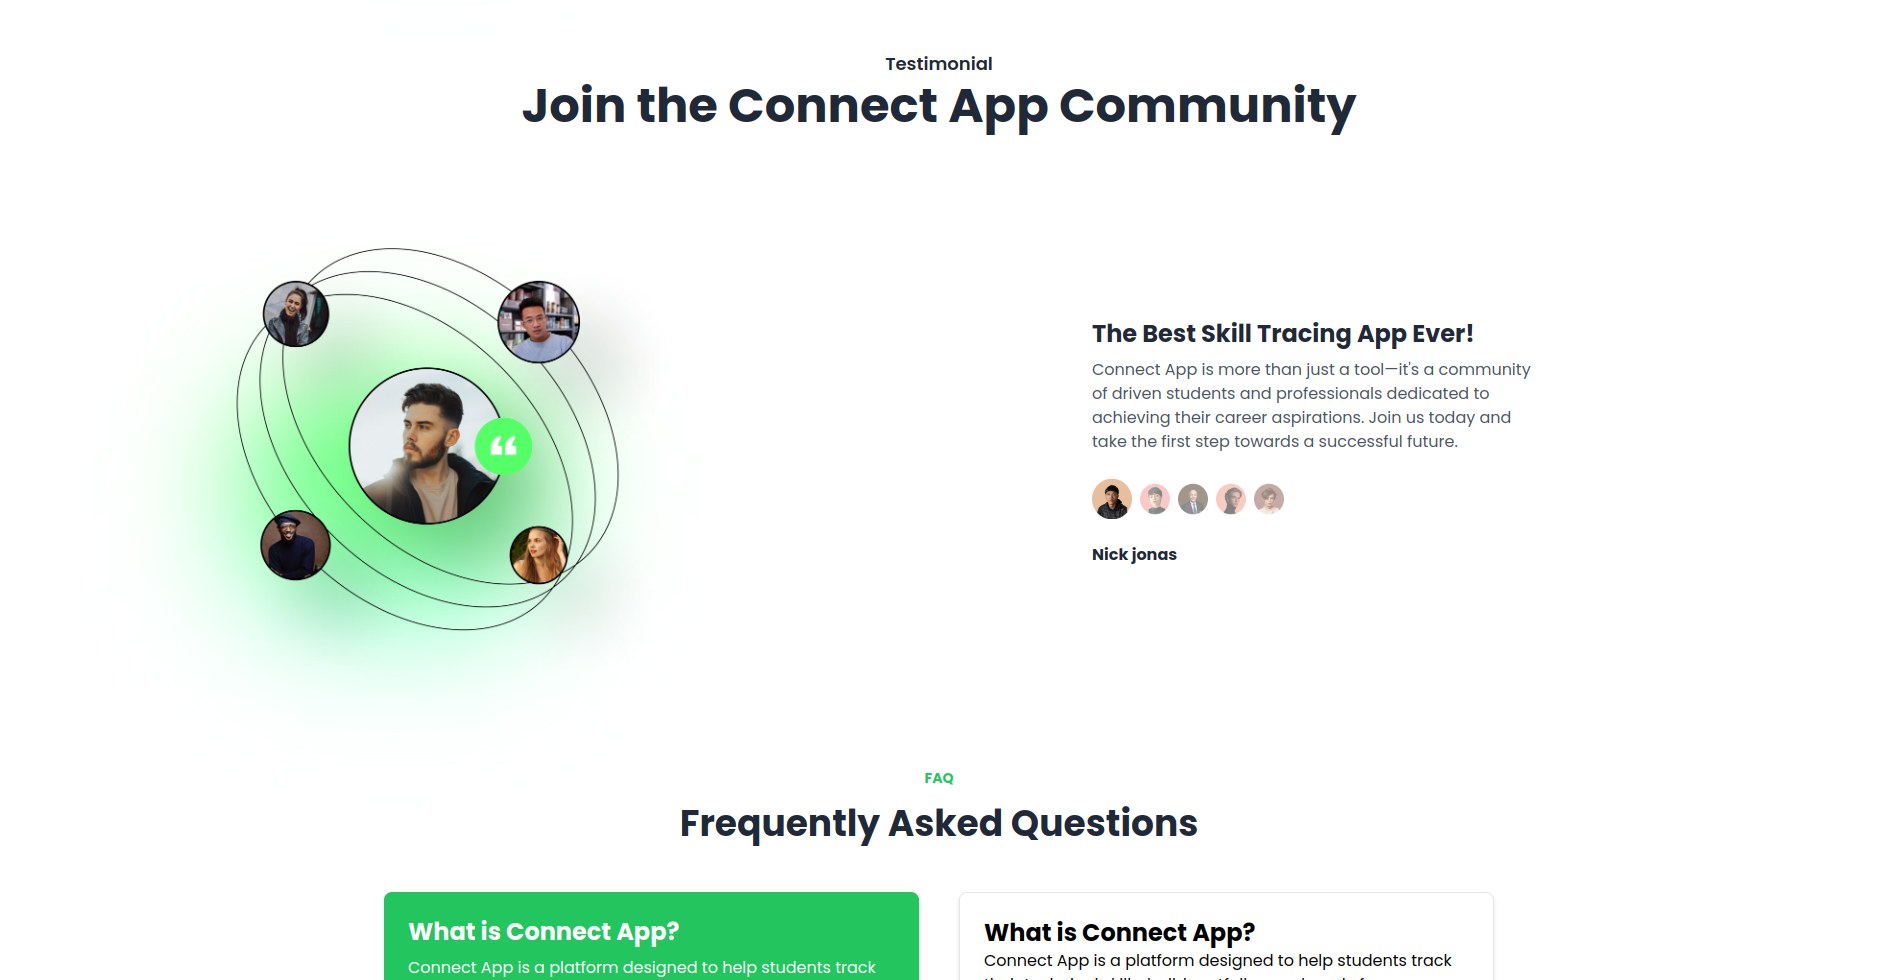 Testimonial
Join the Connect App Community
The Best Skill Tracing App Ever!
Connect App is more than just a tool—it's a community
of driven students and professionals dedicated to
achieving their career aspirations. Join us today and
take the first step towards a successful future.
Nick jonas
FAQ
Frequently Asked Questions
What is Connect App?
Connect App is a platform designed to help students track
What is Connect App?
Connect App is a platform designed to help students track